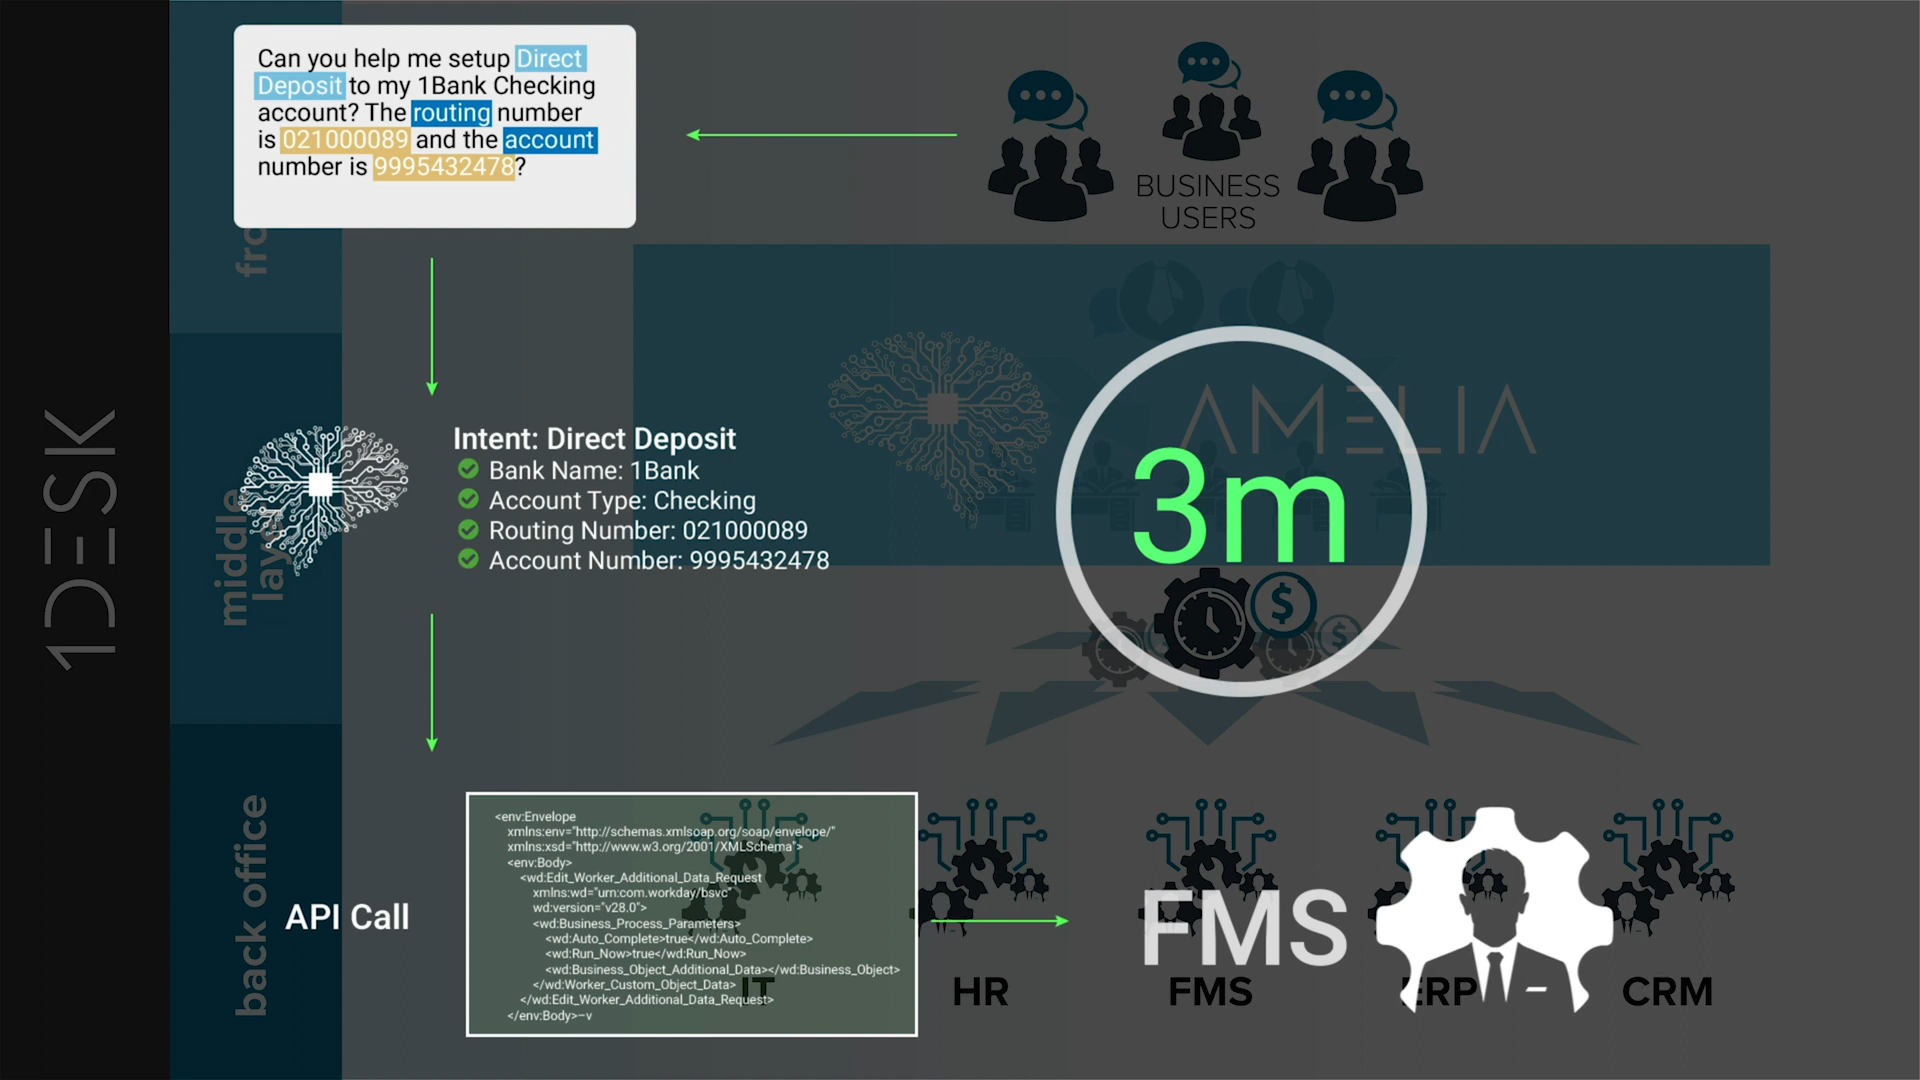 Can you help me setup Direct
Deposit to my 1Bank Checking
account? The routing number
is 021000089 and the account
number is 9995432478?
BUSINESS
USERS
1DESK
middle
layer
back office
AMELIA
3m
Intent: Direct Deposit
Bank Name: 1Bank
Account Type: Checking
Routing Number: 021000089
Account Number: 9995432478
API Call
<env:Envelope
xmlns:env="http://schemas.xmlsoap.org/soap/envelope/"
xmlns:xsd="http://www.w3.org/2001/XMLSchema">
<env:Body>
<wd:Edit_Worker_Additional_Data_Request
xmlns:wd="urn:com.workday/bsvc"
wd:version="v28.0">
<wd:Business_Process_Parameters>
<wd:Auto_Complete>true</wd:Auto_Complete>
<wd:Run_Now>true</wd:Run_Now>
<wd:Business_Object_Additional_Data></wd:Business_Object>
</wd:Worker_Custom_Object_Data>
</wd:Edit_Worker_Additional_Data_Request>
</env:Body>–v
FMS
IT
HR
FMS
ERP
CRM